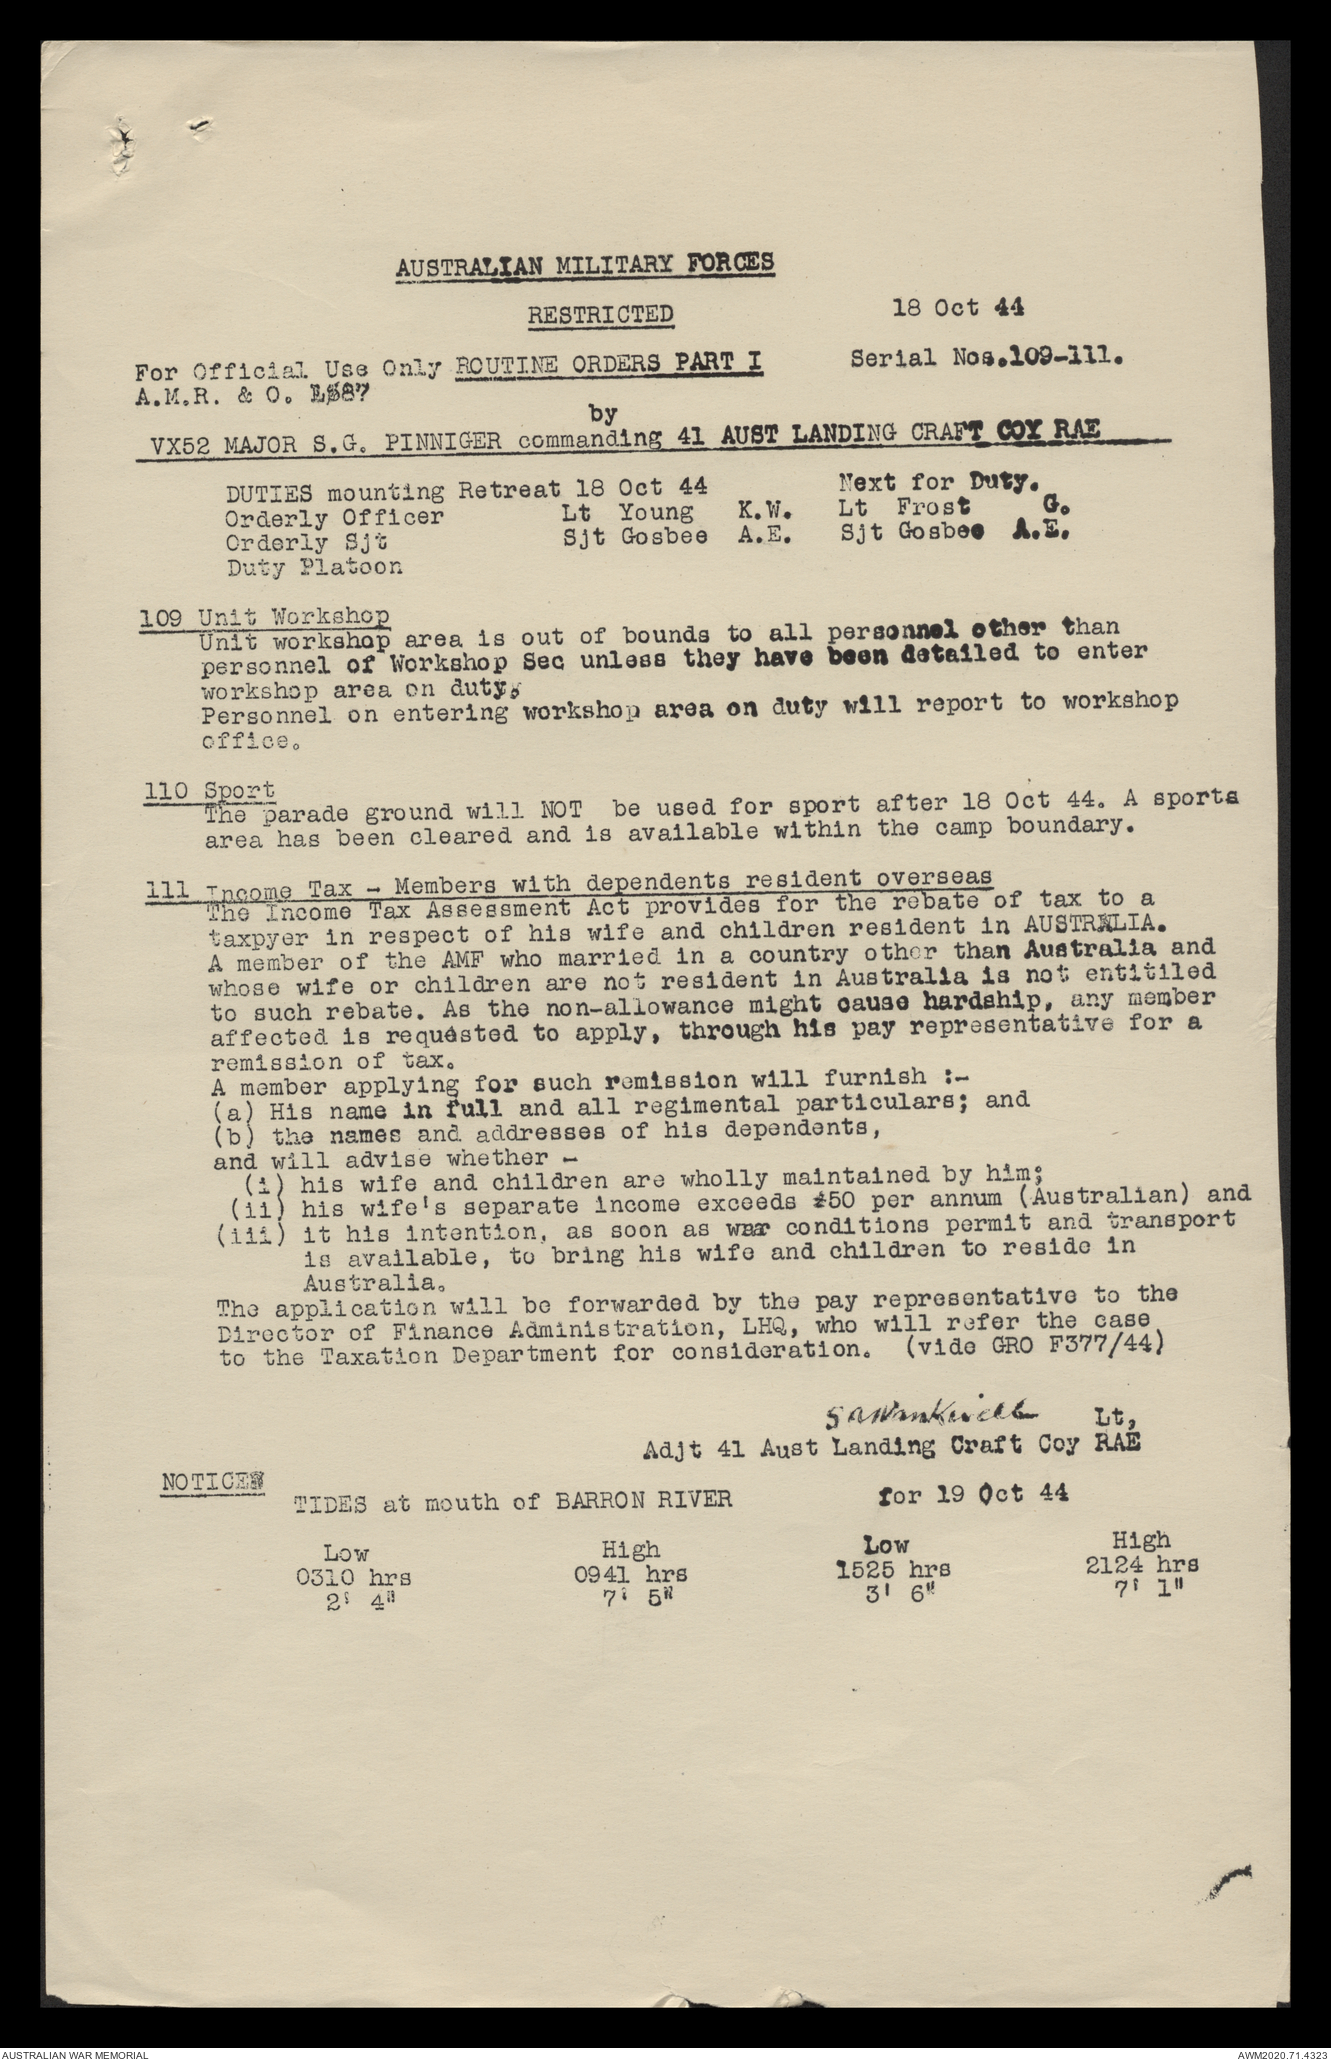 AUSTRALIAN MILITARY FORCES
RESTRICTED 18 Oct 44
For Official Use Only ROUTINE ORDERS PART I Serial Nos.109-111.
A.M.R. & O.
by
VX52 MAJOR S.G. PINNIGER commanding 41 AUST LANDING CRAFT COY RAE
DUTIES mounting Retreat 18 Oct 44 Next for Duty.
Orderly Officer Lt Young K.W. Lt Frost G.
Orderly Sjt Sjt Gosbee A.E. Sjt Gosbee A.E.
Duty Platoon
109 Unit Workshop
Unit workshop area is out of bounds to all personnel other than
personnel of Workshop Sec unless they have been detailed to enter
workshop area on duty.
Personnel on entering workshop area on duty will report to workshop
office.
110 Sport
The parade ground will NOT be used for sport after 18 Oct 44. A sports
area has been cleared and is available within the camp boundary.
111 Income Tax - Members with dependents resident overseas
The Income Tax Assessment Act provides for the rebate of tax to a
taxpyer in respect of his wife and children resident in AUSTRALIA.
A member of the AMF who married in a country other than Australia and
whose wife or children are not resident in Australia is not entitiled
to such rebate. As the non-allowance might cause hardship, any member
affected is requested to apply, through his pay representative for a
remission of tax.
A member applying for such remission will furnish :-
(a) His name in full and all regimental particulars; and
(b) the names and addresses of his dependents,
and will advise whether -
(i) his wife and children are wholly maintained by him;
(ii) his wife's separate income exceeds £50 per annum (Australian) and
(iii) it his intention, as soon as war conditions permit and transport
is available, to bring his wife and children to reside in
Australia.
The application will be forwarded by the pay representative to the
Director of Finance Administration, LHQ, who will refer the case
to the Taxation Department for consideration. (vide GRO F377/44)
Lt,
Adjt 41 Aust Landing Craft Coy RAE
NOTICES
TIDES at mouth of BARRON RIVER for 19 Oct 44
Low High Low High
0310 hrs 0941 hrs 1525 hrs 2124 hrs
2' 4" 7' 5" 3' 6" 7' 1"
AUSTRALIAN WAR MEMORIAL AWM2020.71.4323